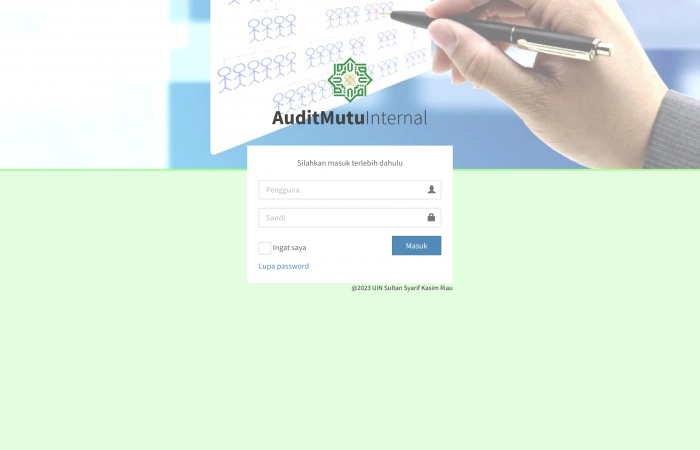 AuditMutuInternal
Silahkan masuk terlebih dahulu
Pengguna
Sandi
Ingat saya
Masuk
Lupa password
@2023 UIN Sultan Syarif Kasim Riau